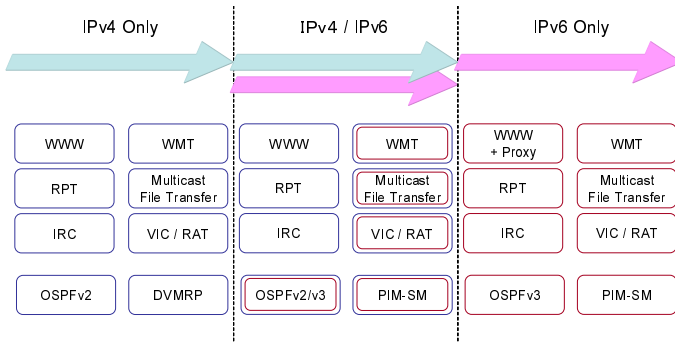 IPv4 Only
IPv4 / IPv6
IPv6 Only
WWW
WMT
WWW
WMT
WWW
+ Proxy
WMT
RPT
Multicast
File Transfer
RPT
Multicast
File Transfer
RPT
Multicast
File Transfer
IRC
VIC / RAT
IRC
VIC / RAT
IRC
VIC / RAT
OSPFv2
DVMRP
OSPFv2/v3
PIM-SM
OSPFv3
PIM-SM